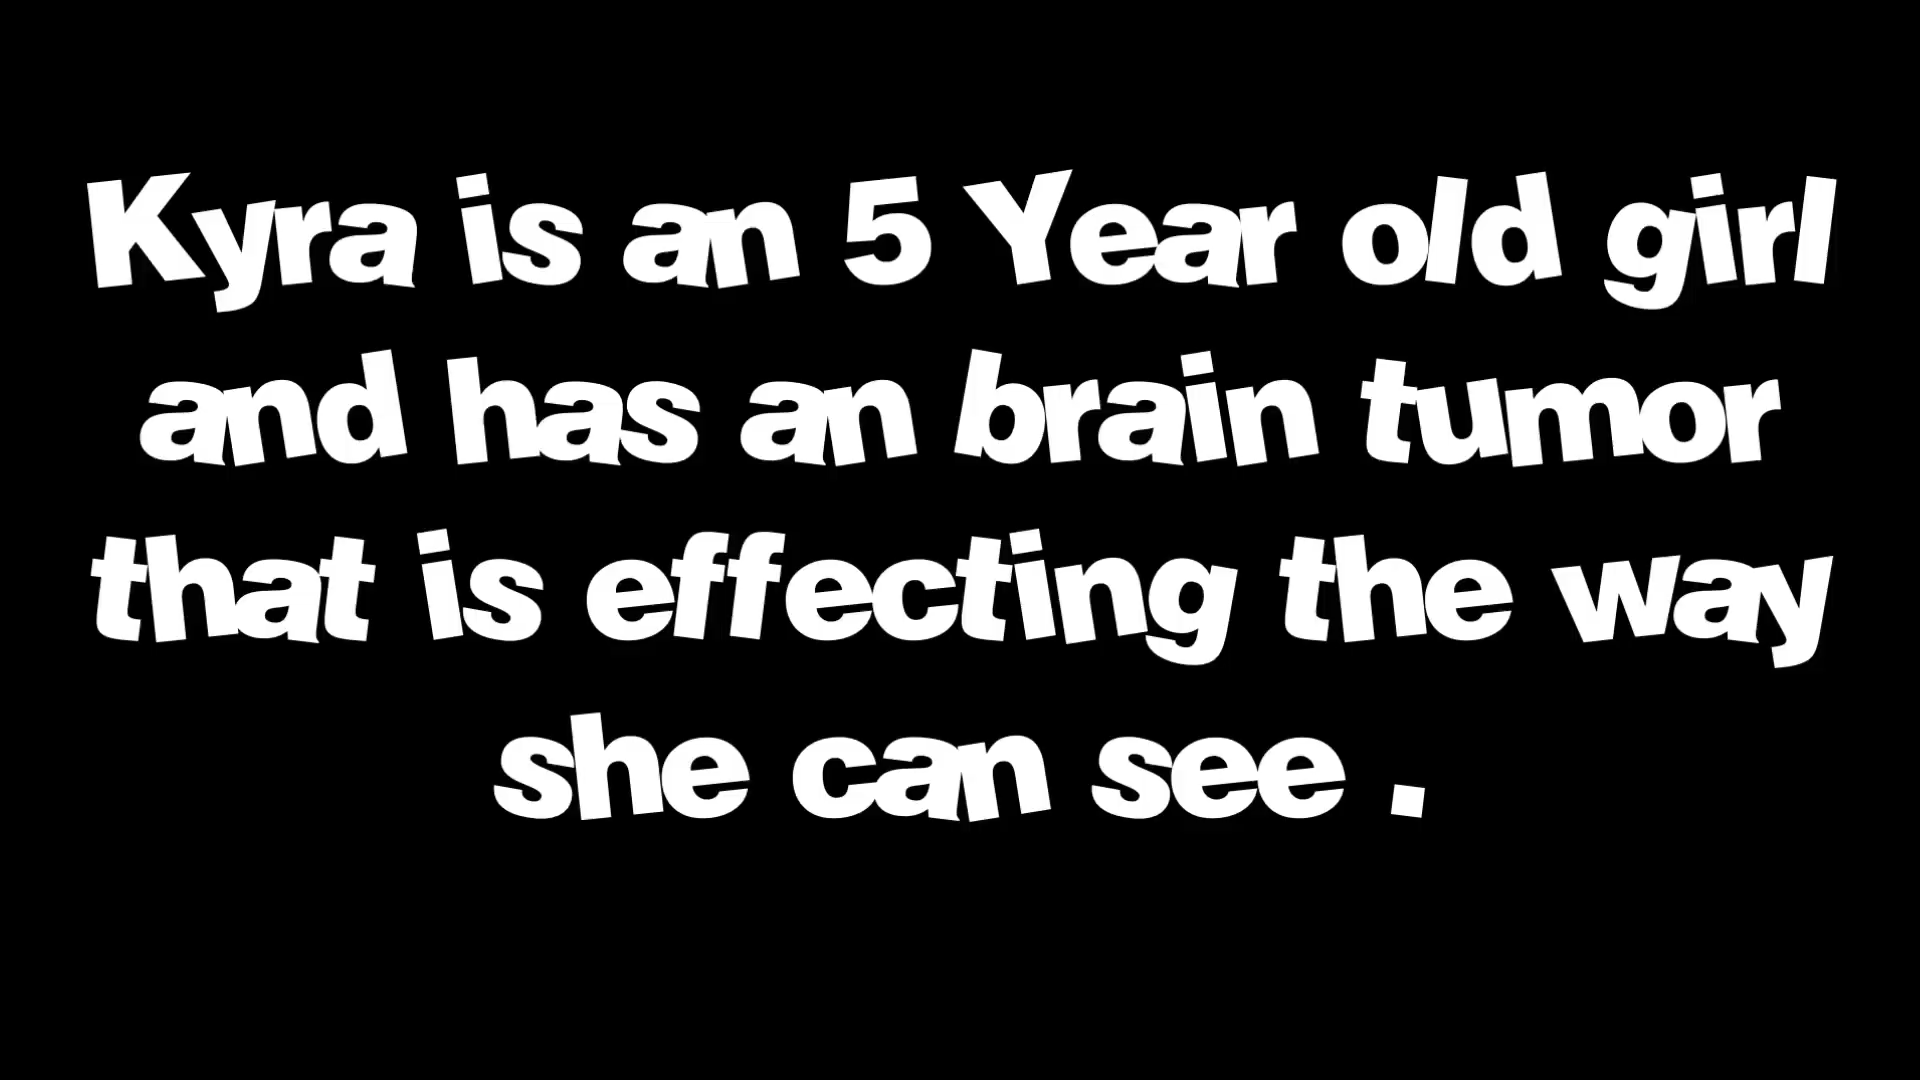 Kyra is an 5 Year old girl
and has an brain tumor
that is effecting the way
she can see .